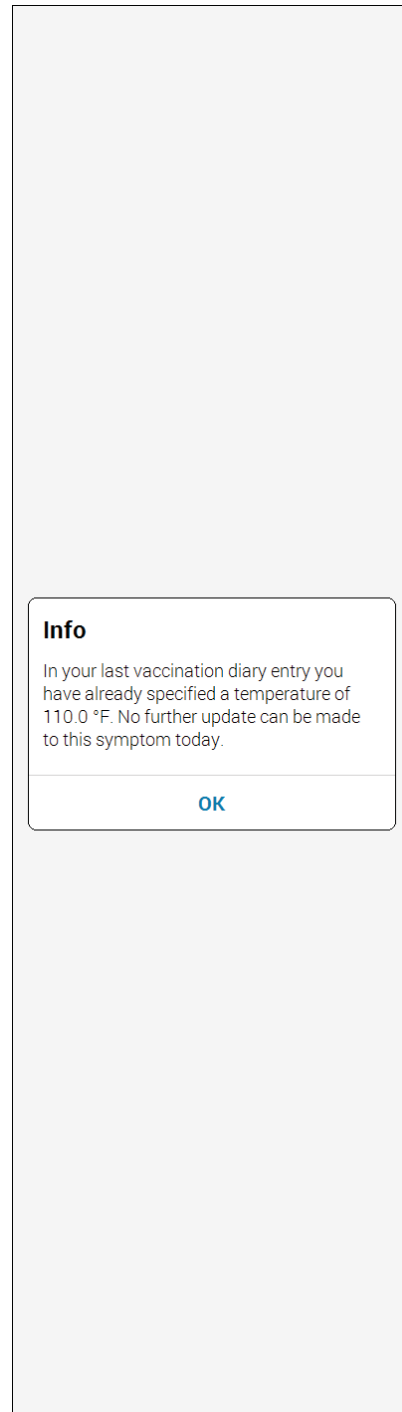 Info
In your last vaccination diary entry you
have already specified a temperature of
110.0 °F. No further update can be made
to this symptom today.
OK